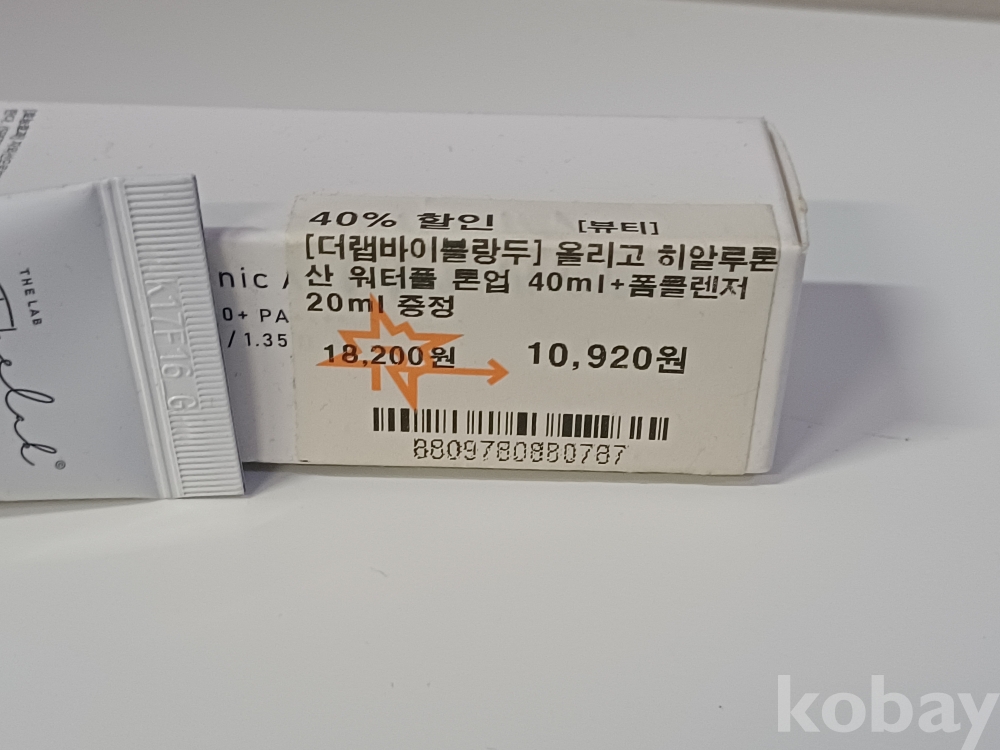 40% 할인 [뷰티]
[더랩바이블랑두] 올리고 히알루론
산 워터풀 톤업 40ml+폼클렌저
20ml 증정
18,200원 10,920원
8809780880787
nic
0+ PA
/ 1.35
THE LAB
K17F16 G
kobay